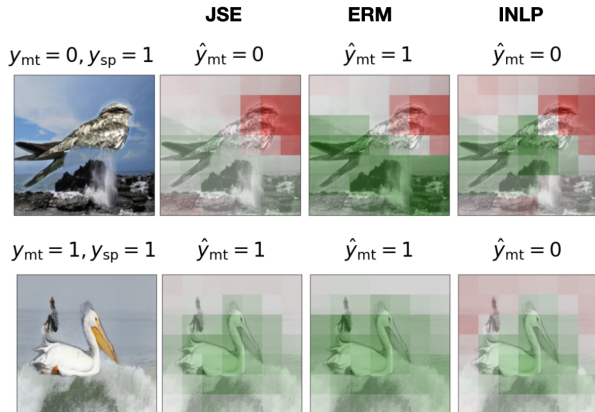 JSE ERM INLP
y_mt = 0, y_sp = 1 ŷ_mt = 0 ŷ_mt = 1 ŷ_mt = 0
y_mt = 1, y_sp = 1 ŷ_mt = 1 ŷ_mt = 1 ŷ_mt = 0